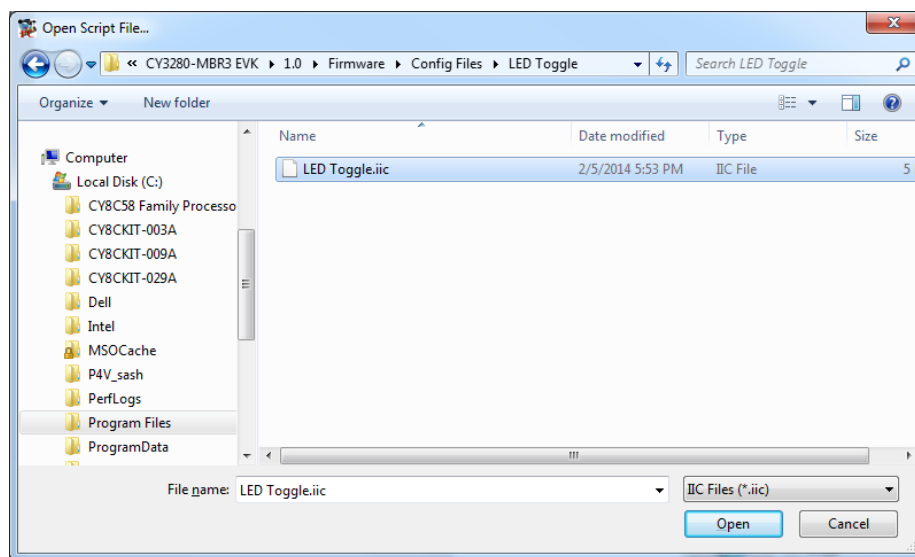 Open Script File...
« CY3280-MBR3 EVK ▸ 1.0 ▸ Firmware ▸ Config Files ▸ LED Toggle
Search LED Toggle
Organize New folder
Name Date modified Type Size
Computer
Local Disk (C:)
CY8C58 Family Processo
CY8CKIT-003A
CY8CKIT-009A
CY8CKIT-029A
Dell
Intel
MSOCache
P4V_sash
PerfLogs
Program Files
ProgramData
LED Toggle.iic 2/5/2014 5:53 PM IIC File 5
File name: LED Toggle.iic IIC Files (*.iic)
Open Cancel